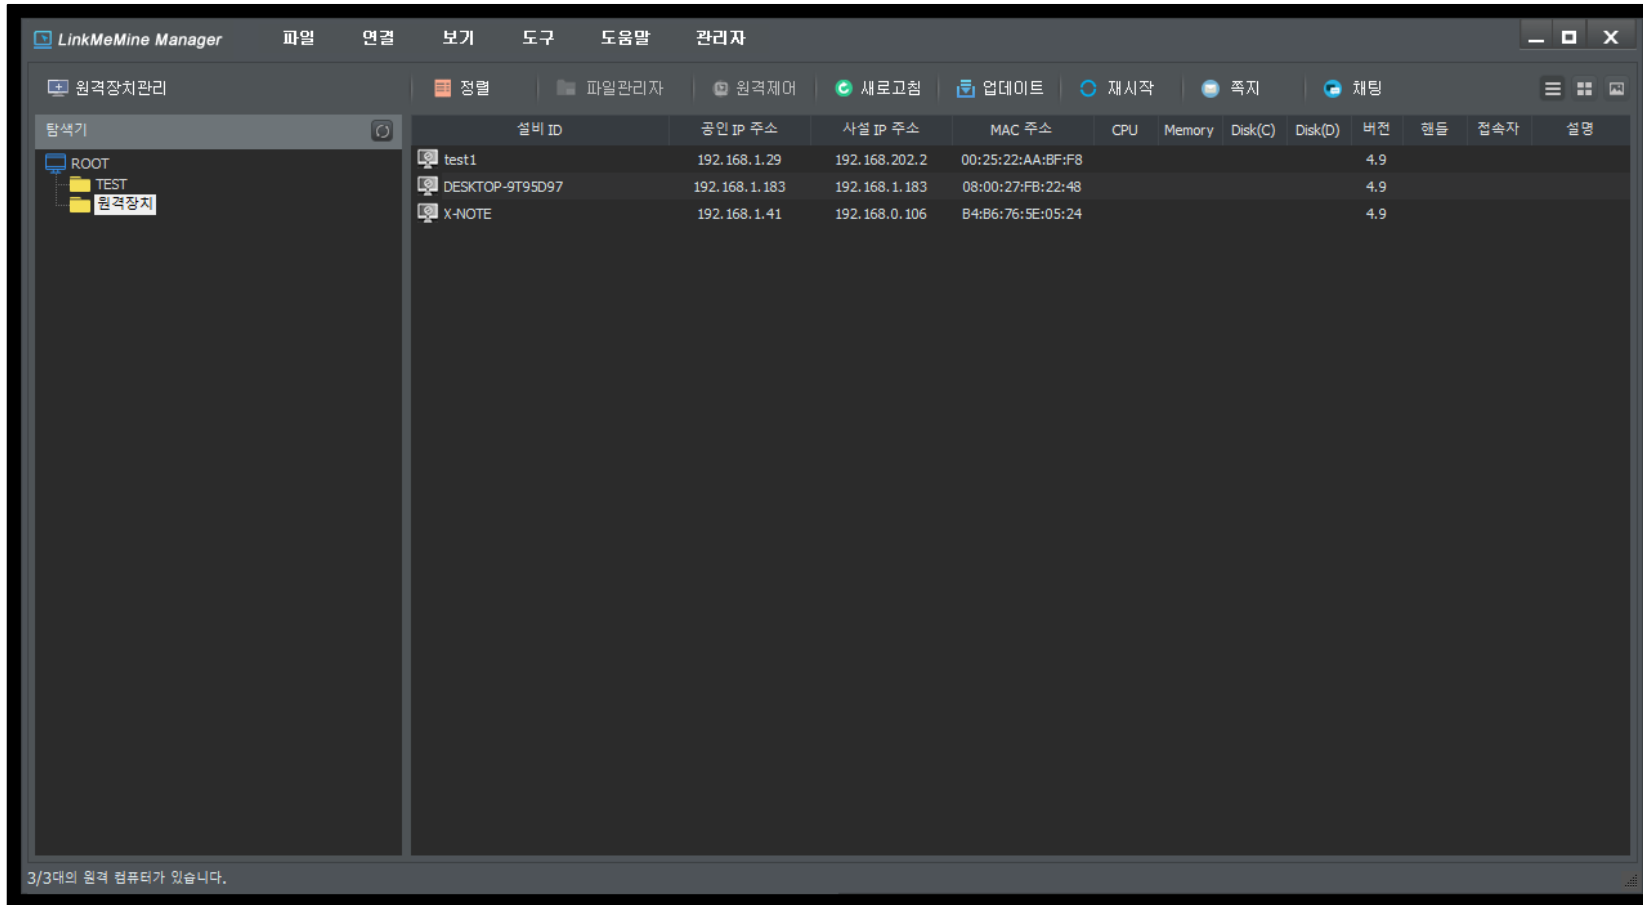 LinkMeMine Manager 파일 연결 보기 도구 도움말 관리자
원격장치관리 정렬 파일관리자 원격제어 새로고침 업데이트 재시작 쪽지 채팅
탐색기
ROOT
TEST
원격장치
설비 ID 공인 IP 주소 사설 IP 주소 MAC 주소 CPU Memory Disk(C) Disk(D) 버전 핸들 접속자 설명
test1 192.168.1.29 192.168.202.2 00:25:22:AA:BF:F8 4.9
DESKTOP-9T95D97 192.168.1.183 192.168.1.183 08:00:27:FB:22:48 4.9
X-NOTE 192.168.1.41 192.168.0.106 B4:B6:76:5E:05:24 4.9
3/3대의 원격 컴퓨터가 있습니다.